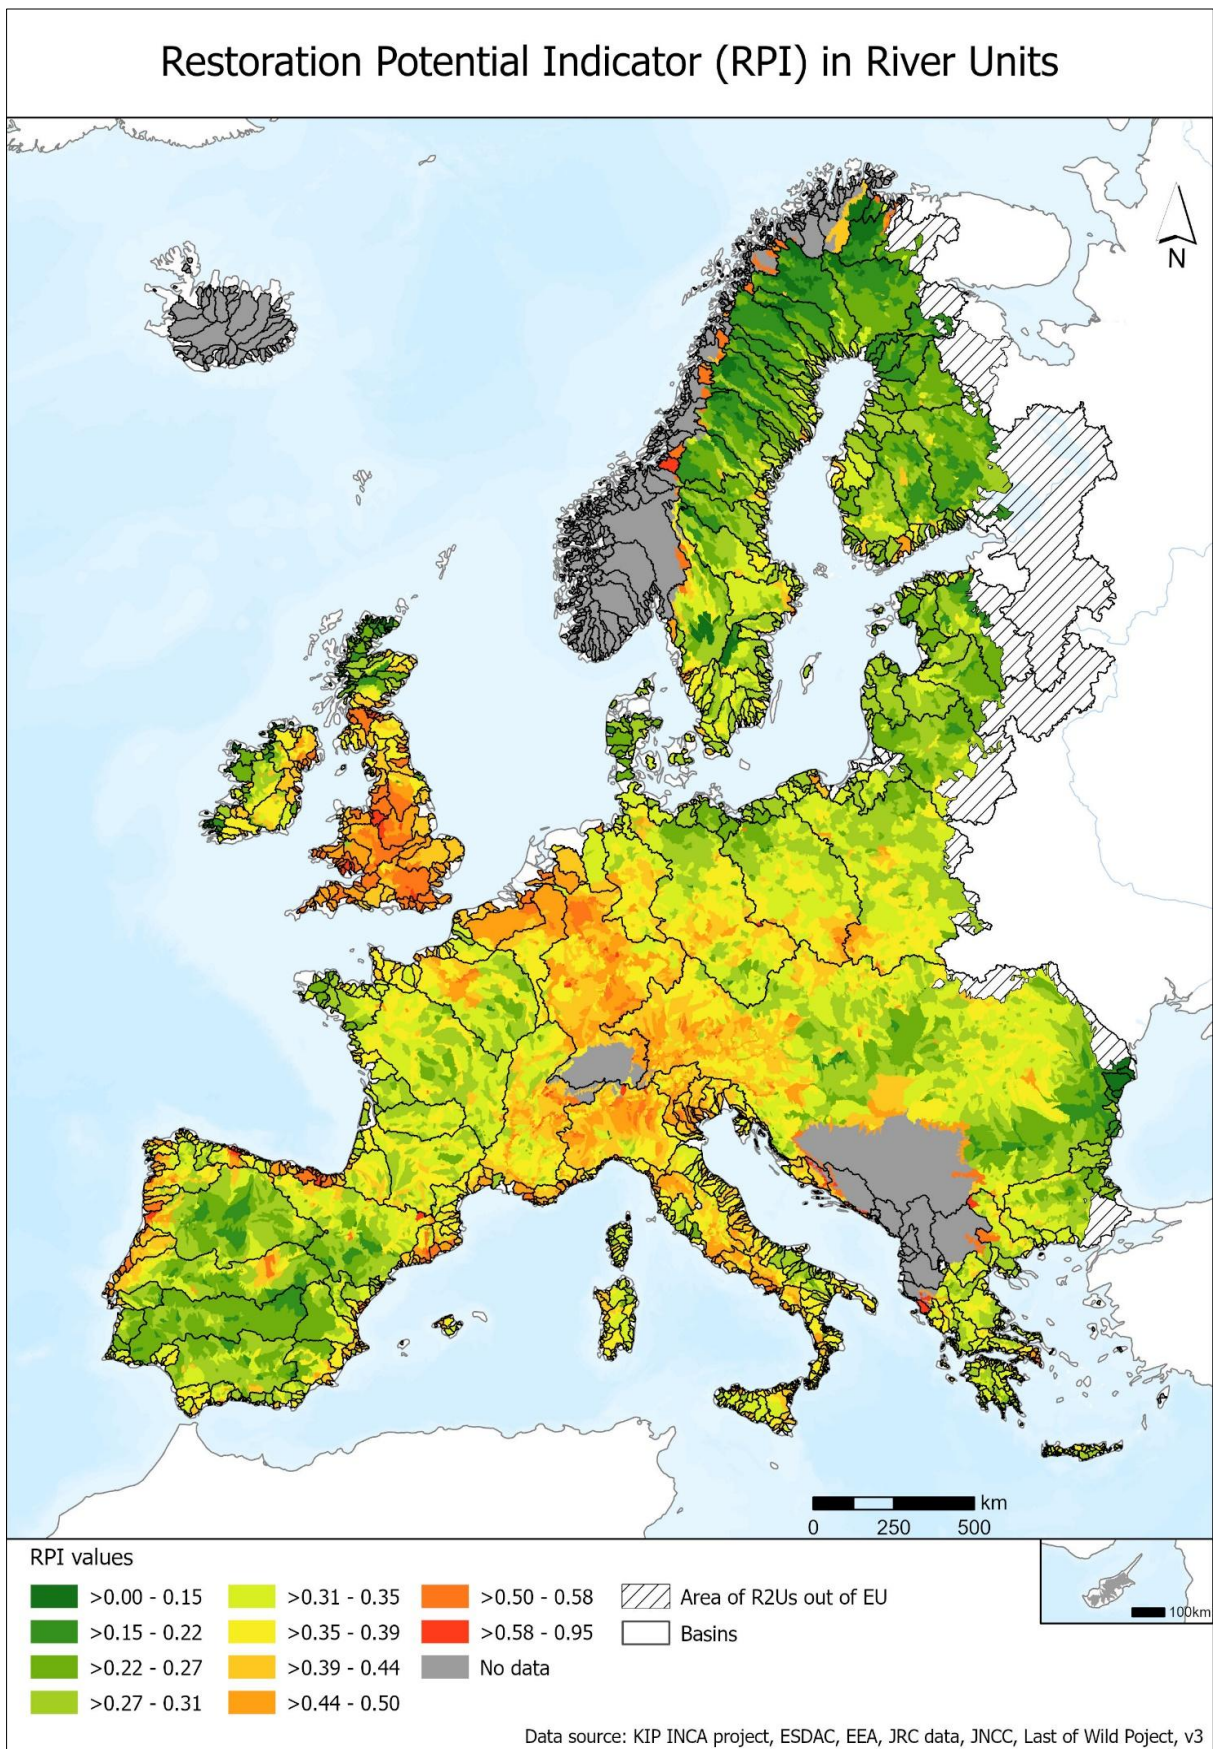 Restoration Potential Indicator (RPI) in River Units
N
km
0 250 500
RPI values
>0.00 - 0.15
>0.15 - 0.22
>0.22 - 0.27
>0.27 - 0.31
>0.31 - 0.35
>0.35 - 0.39
>0.39 - 0.44
>0.44 - 0.50
>0.50 - 0.58
>0.58 - 0.95
No data
Area of R2Us out of EU
Basins
100km
Data source: KIP INCA project, ESDAC, EEA, JRC data, JNCC, Last of Wild Poject, v3